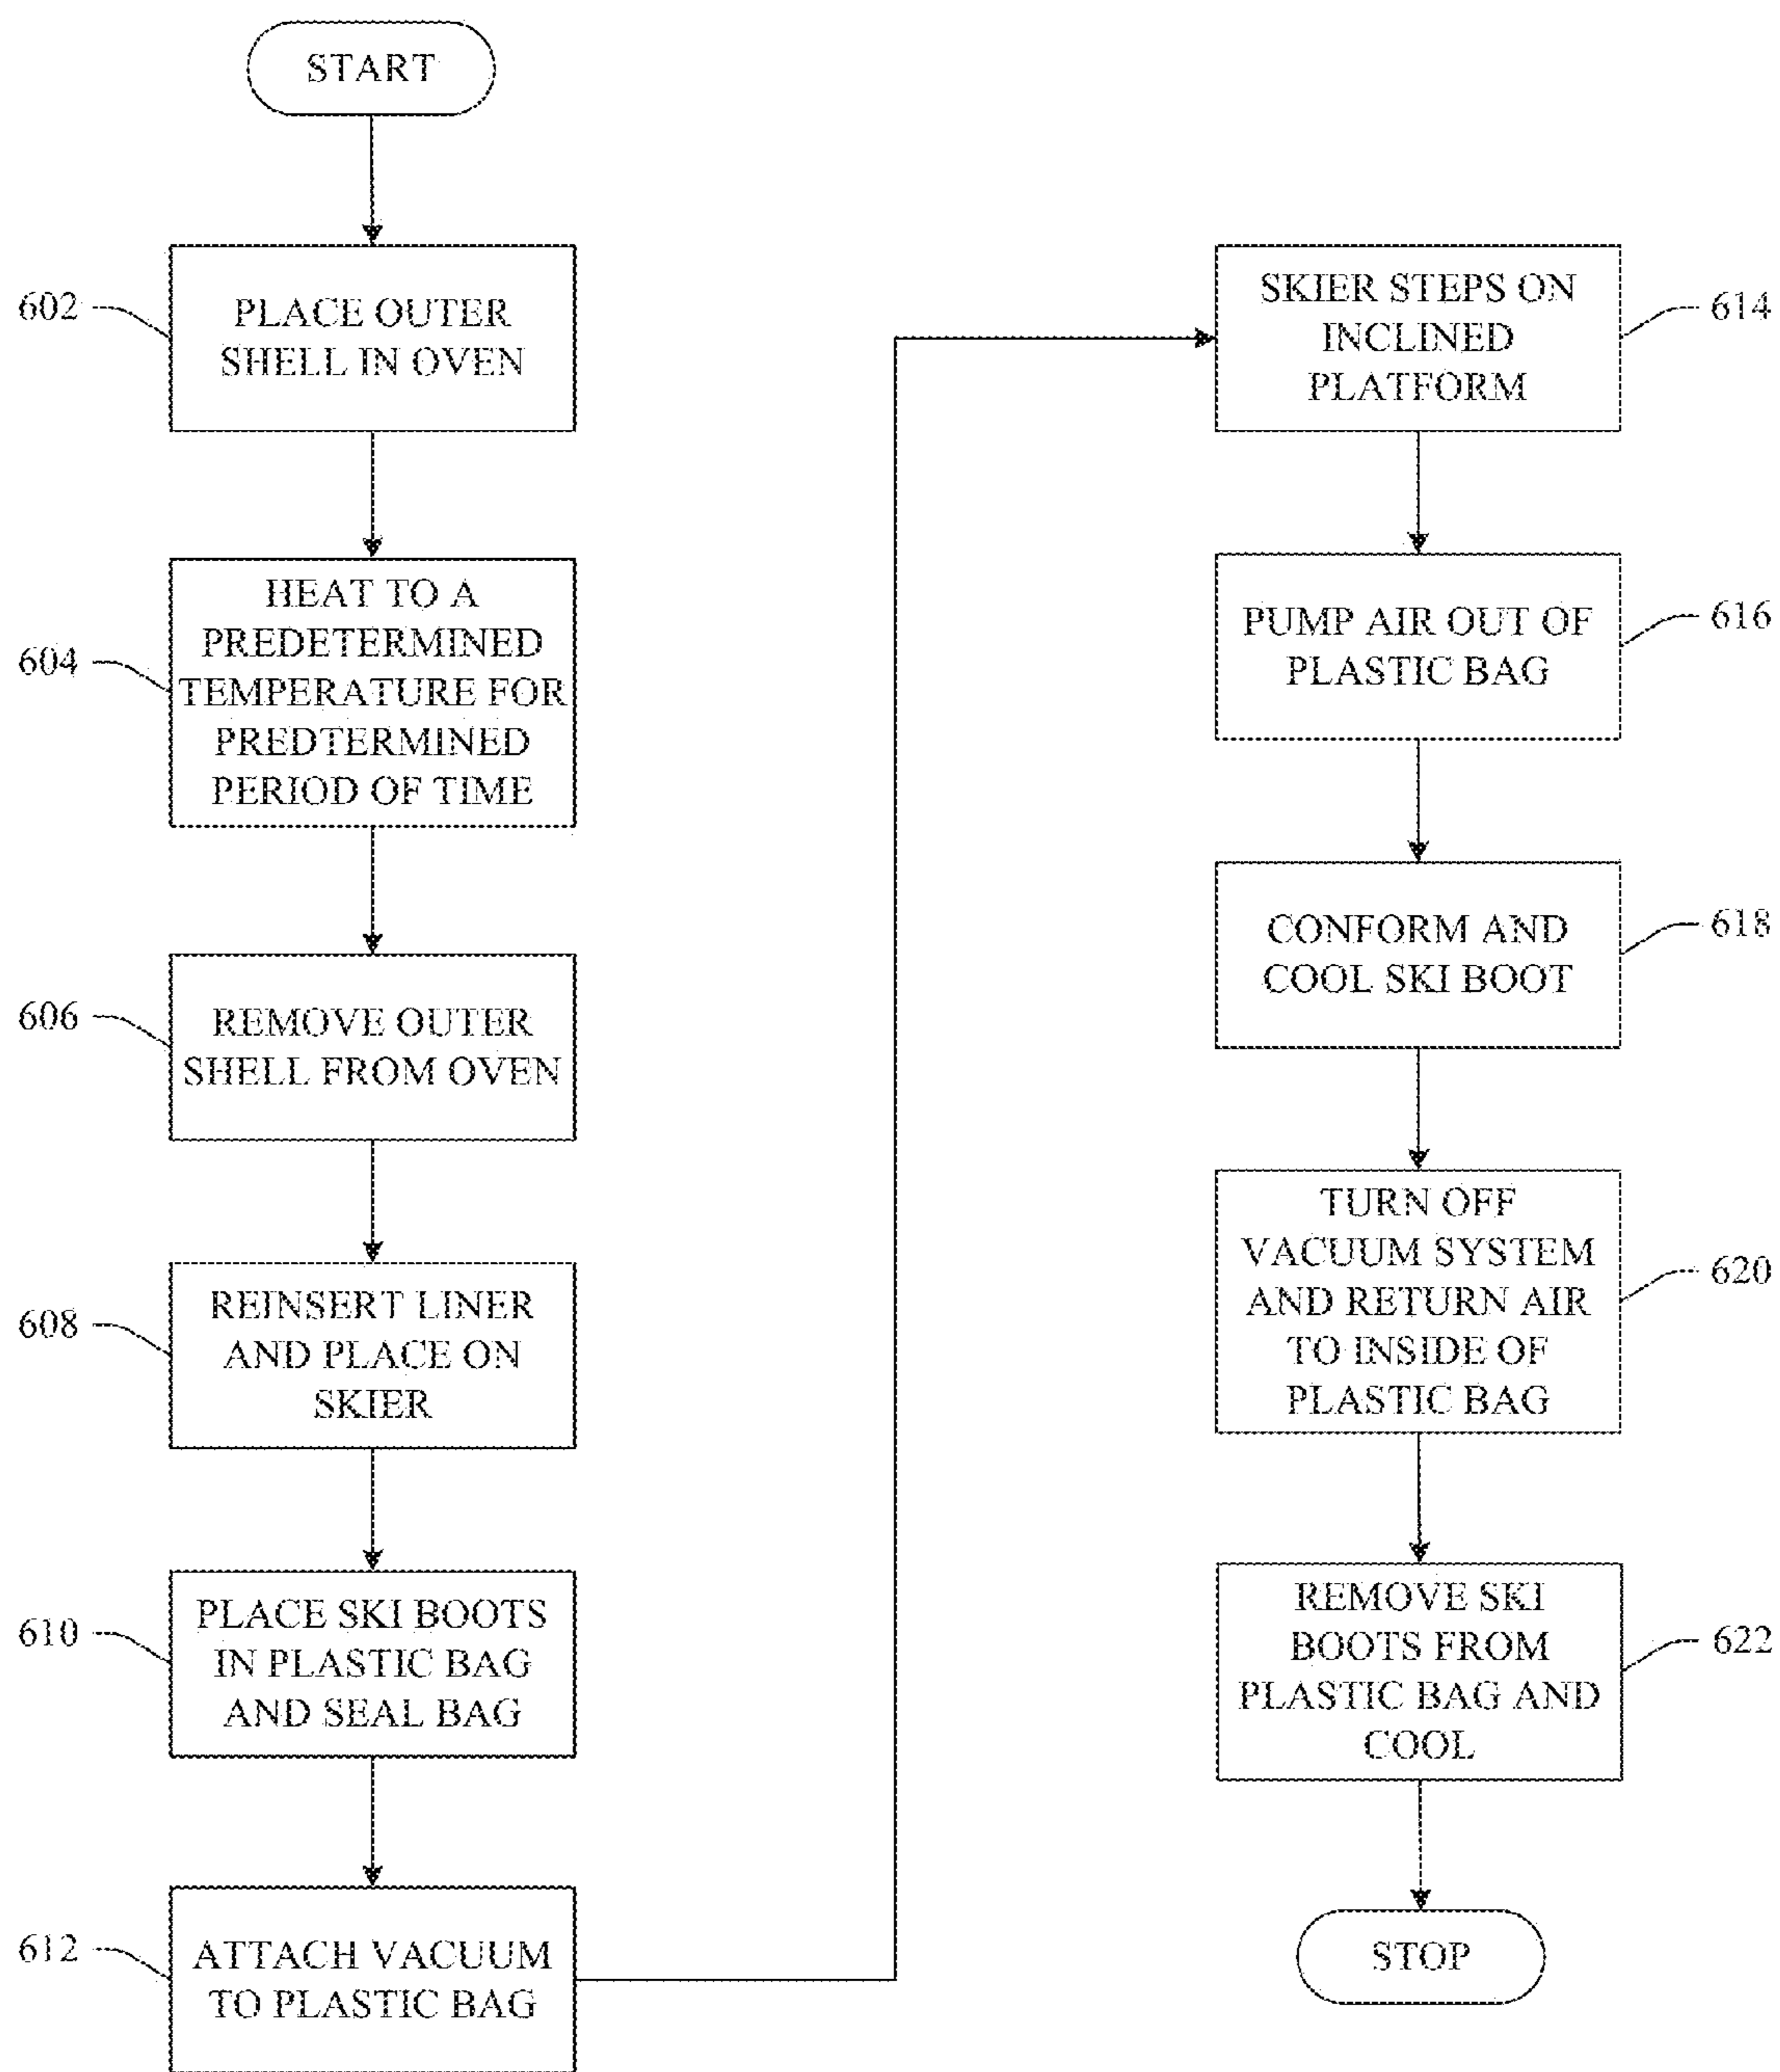 START
602
PLACE OUTER
SHELL IN OVEN
604
HEAT TO A
PREDETERMINED
TEMPERATURE FOR
PREDTERMINED
PERIOD OF TIME
606
REMOVE OUTER
SHELL FROM OVEN
608
REINSERT LINER
AND PLACE ON
SKIER
610
PLACE SKI BOOTS
IN PLASTIC BAG
AND SEAL BAG
612
ATTACH VACUUM
TO PLASTIC BAG
SKIER STEPS ON
INCLINED
PLATFORM
614
PUMP AIR OUT OF
PLASTIC BAG
616
CONFORM AND
COOL SKI BOOT
618
TURN OFF
VACUUM SYSTEM
AND RETURN AIR
TO INSIDE OF
PLASTIC BAG
620
REMOVE SKI
BOOTS FROM
PLASTIC BAG AND
COOL
622
STOP